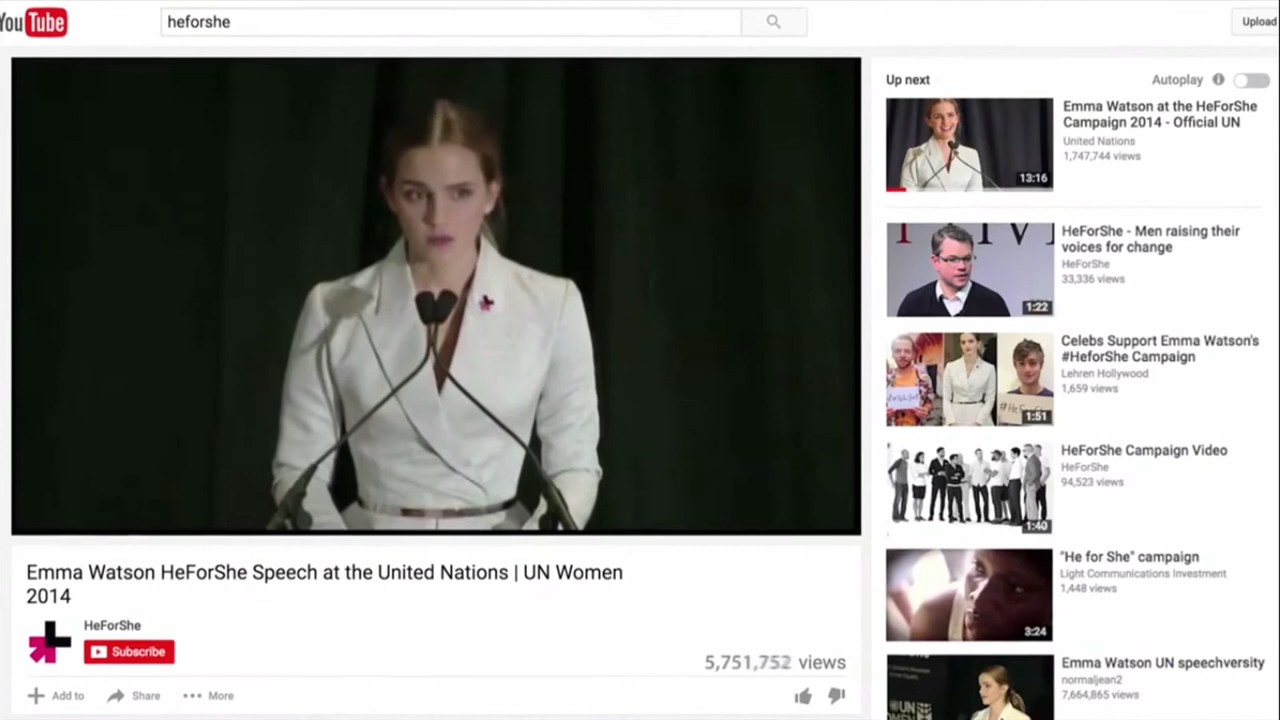 YouTube
heforshe
Upload
Up next
Autoplay
Emma Watson at the HeForShe
Campaign 2014 - Official UN
United Nations
1,747,744 views
13:16
HeForShe - Men raising their
voices for change
HeForShe
33,336 views
1:22
Celebs Support Emma Watson's
#HeforShe Campaign
Lehren Hollywood
1,659 views
1:51
HeForShe Campaign Video
HeForShe
94,523 views
1:40
"He for She" campaign
Light Communications Investment
1,448 views
3:24
Emma Watson UN speechversity
normaljean2
7,664,865 views
Emma Watson HeForShe Speech at the United Nations | UN Women
2014
HeForShe
Subscribe
5,751,752 views
Add to
Share
More